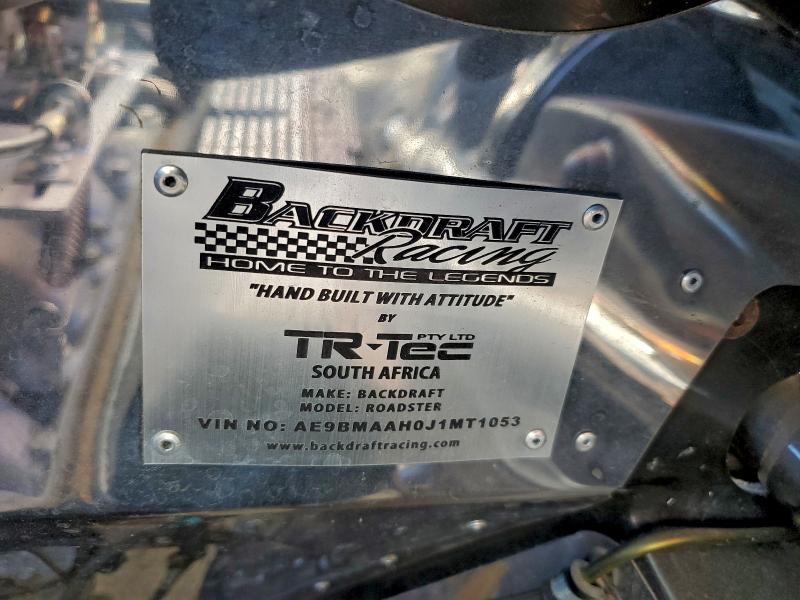 BACKDRAFT
Racing
HOME TO THE LEGENDS
"HAND BUILT WITH ATTITUDE"
BY
TR-Tec PTY LTD
SOUTH AFRICA
MAKE: BACKDRAFT
MODEL: ROADSTER
VIN NO: AE9BMAAH0J1MT1053
www.backdraftracing.com